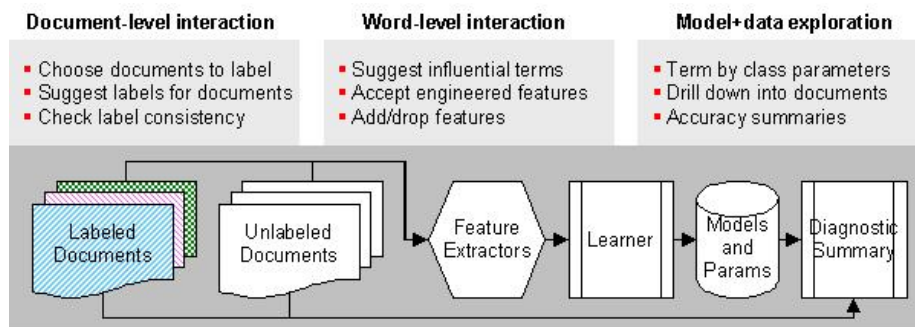 Document-level interaction
Choose documents to label
Suggest labels for documents
Check label consistency
Word-level interaction
Suggest influential terms
Accept engineered features
Add/drop features
Model+data exploration
Term by class parameters
Drill down into documents
Accuracy summaries
Labeled
Documents
Unlabeled
Documents
Feature
Extractors
Learner
Models
and
Params
Diagnostic
Summary